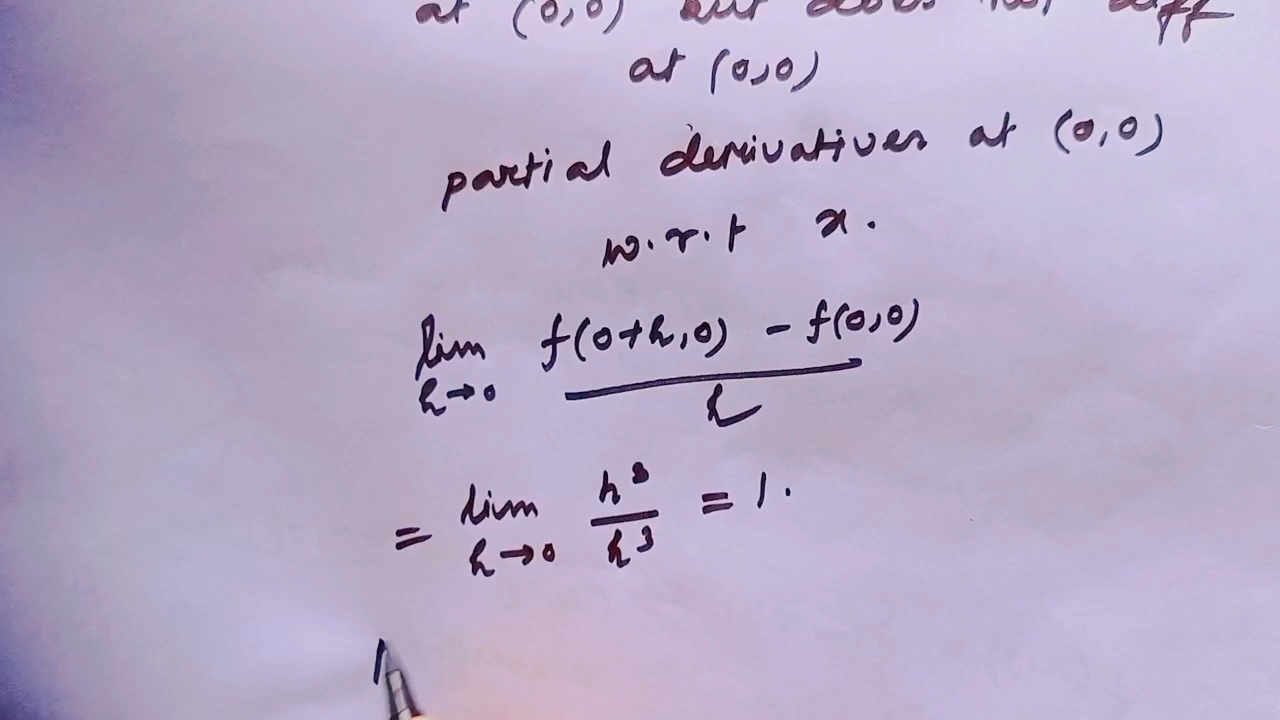 at (0,0) but does not diff
at (0,0)
partial derivatives at (0,0)
w.r.t x.
lim f(0+h,0) - f(0,0)
h→0 h
= lim h³/h³ = 1.
h→0